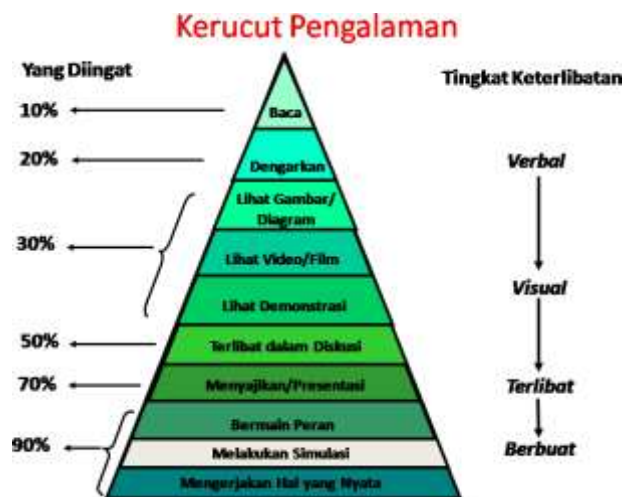 Kerucut Pengalaman
Yang Diingat
Tingkat Keterlibatan
10%
Baca
20%
Dengarkan
Verbal
Lihat Gambar/
Diagram
30%
Lihat Video/Film
Visual
Lihat Demonstrasi
50%
Terlibat dalam Diskusi
70%
Menyajikan/Presentasi
Terlibat
Bermain Peran
90%
Melakukan Simulasi
Berbuat
Mengerjakan Hal yang Nyata